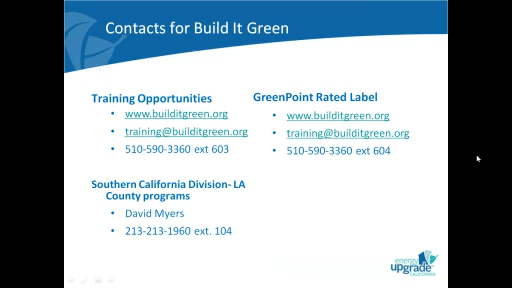 Contacts for Build It Green
Training Opportunities
• www.builditgreen.org
• training@builditgreen.org
• 510-590-3360 ext 603
GreenPoint Rated Label
• www.builditgreen.org
• training@builditgreen.org
• 510-590-3360 ext 604
Southern California Division- LA
County programs
• David Myers
• 213-213-1960 ext. 104
energy
upgrade
CALIFORNIA